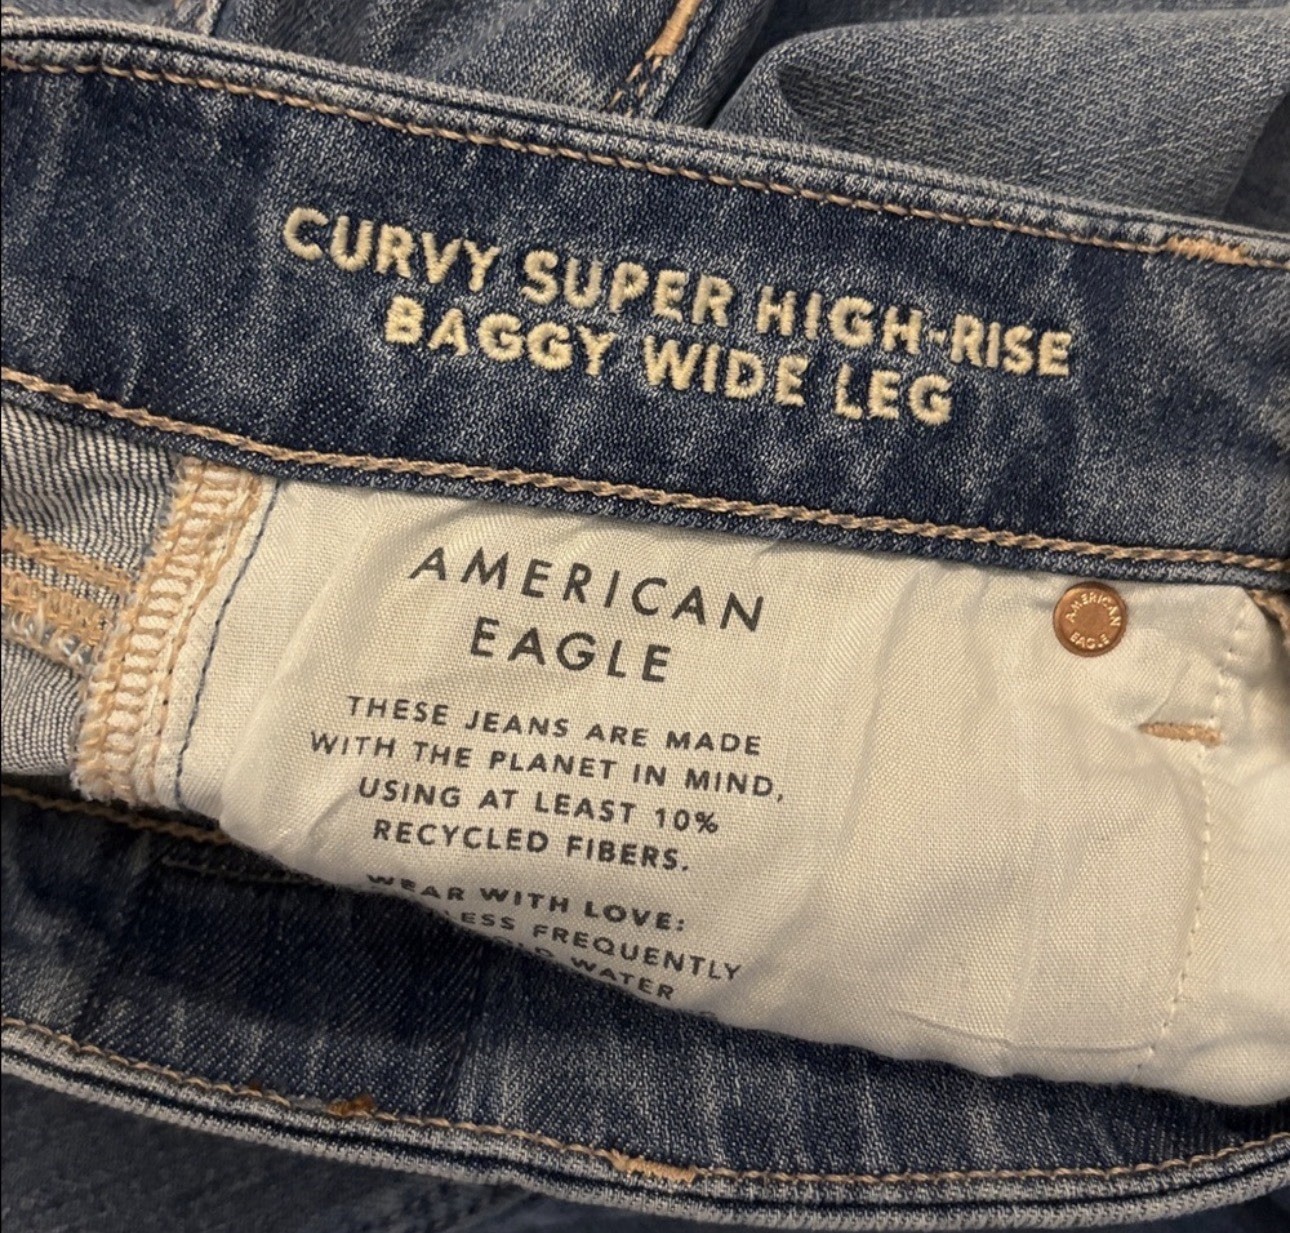 CURVY SUPER HIGH-RISE
BAGGY WIDE LEG
AMERICAN
EAGLE
AMERICAN
EAGLE
THESE JEANS ARE MADE
WITH THE PLANET IN MIND,
USING AT LEAST 10%
RECYCLED FIBERS.
WEAR WITH LOVE:
LESS FREQUENTLY
WATER